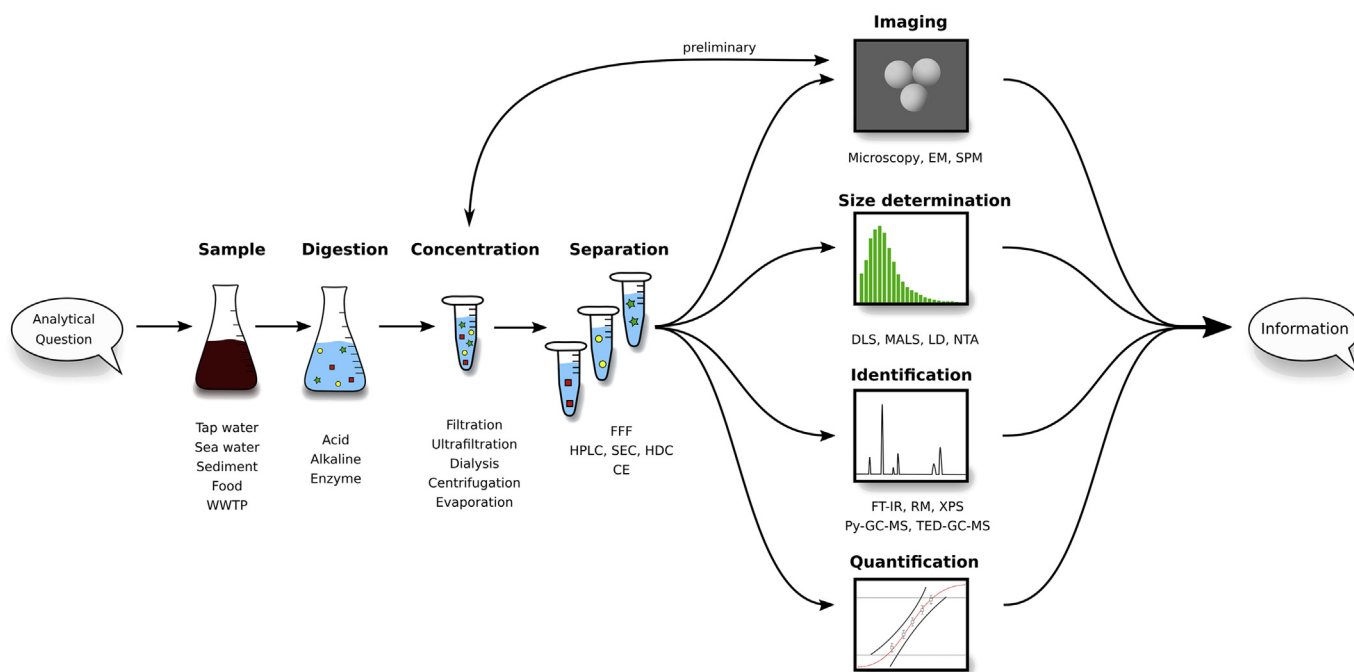 Analytical
Question
Sample
Tap water
Sea water
Sediment
Food
WWTP
Digestion
Acid
Alkaline
Enzyme
Concentration
Filtration
Ultrafiltration
Dialysis
Centrifugation
Evaporation
Separation
FFF
HPLC, SEC, HDC
CE
preliminary
Imaging
Microscopy, EM, SPM
Size determination
DLS, MALS, LD, NTA
Identification
FT-IR, RM, XPS
Py-GC-MS, TED-GC-MS
Quantification
Information